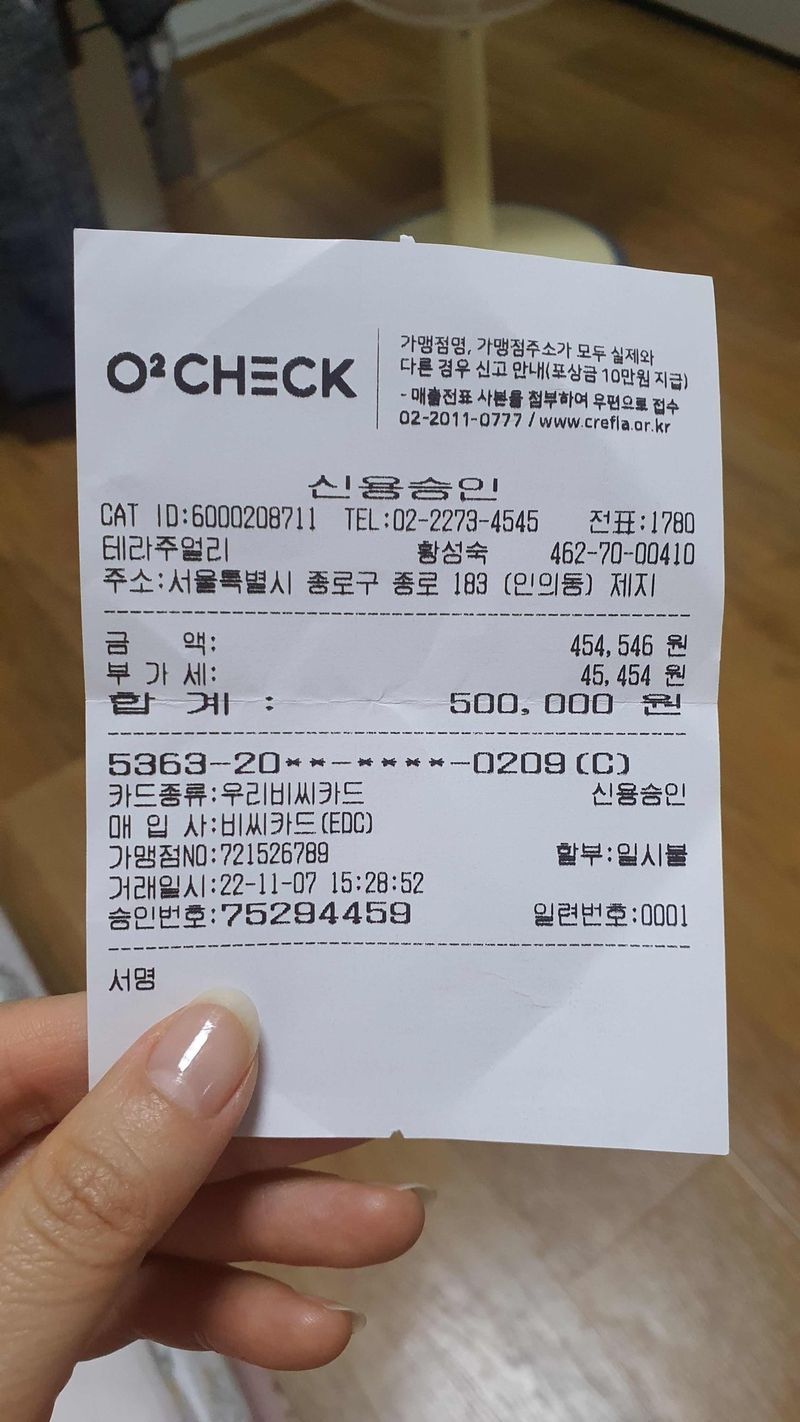 O²CHECK
가맹점명, 가맹점주소가 모두 실제와
다른 경우 신고 안내(포상금 10만원 지급)
- 매출전표 사본을 첨부하여 우편으로 접수
02-2011-0777 / www.crefia.or.kr
신용승인
CAT ID:6000208711 TEL:02-2273-4545 전표:1780
테라주얼리 황성숙 462-70-00410
주소:서울특별시 종로구 종로 183 (인의동) 제지
금 액: 454,546 원
부 가 세: 45,454 원
합 계 : 500,000 원
5363-20**-****-0209(C)
카드종류:우리비씨카드 신용승인
매 입 사:비씨카드(EDC)
가맹점NO:721526789 할부:일시불
거래일시:22-11-07 15:28:52
승인번호:75294459 일련번호:0001
서명